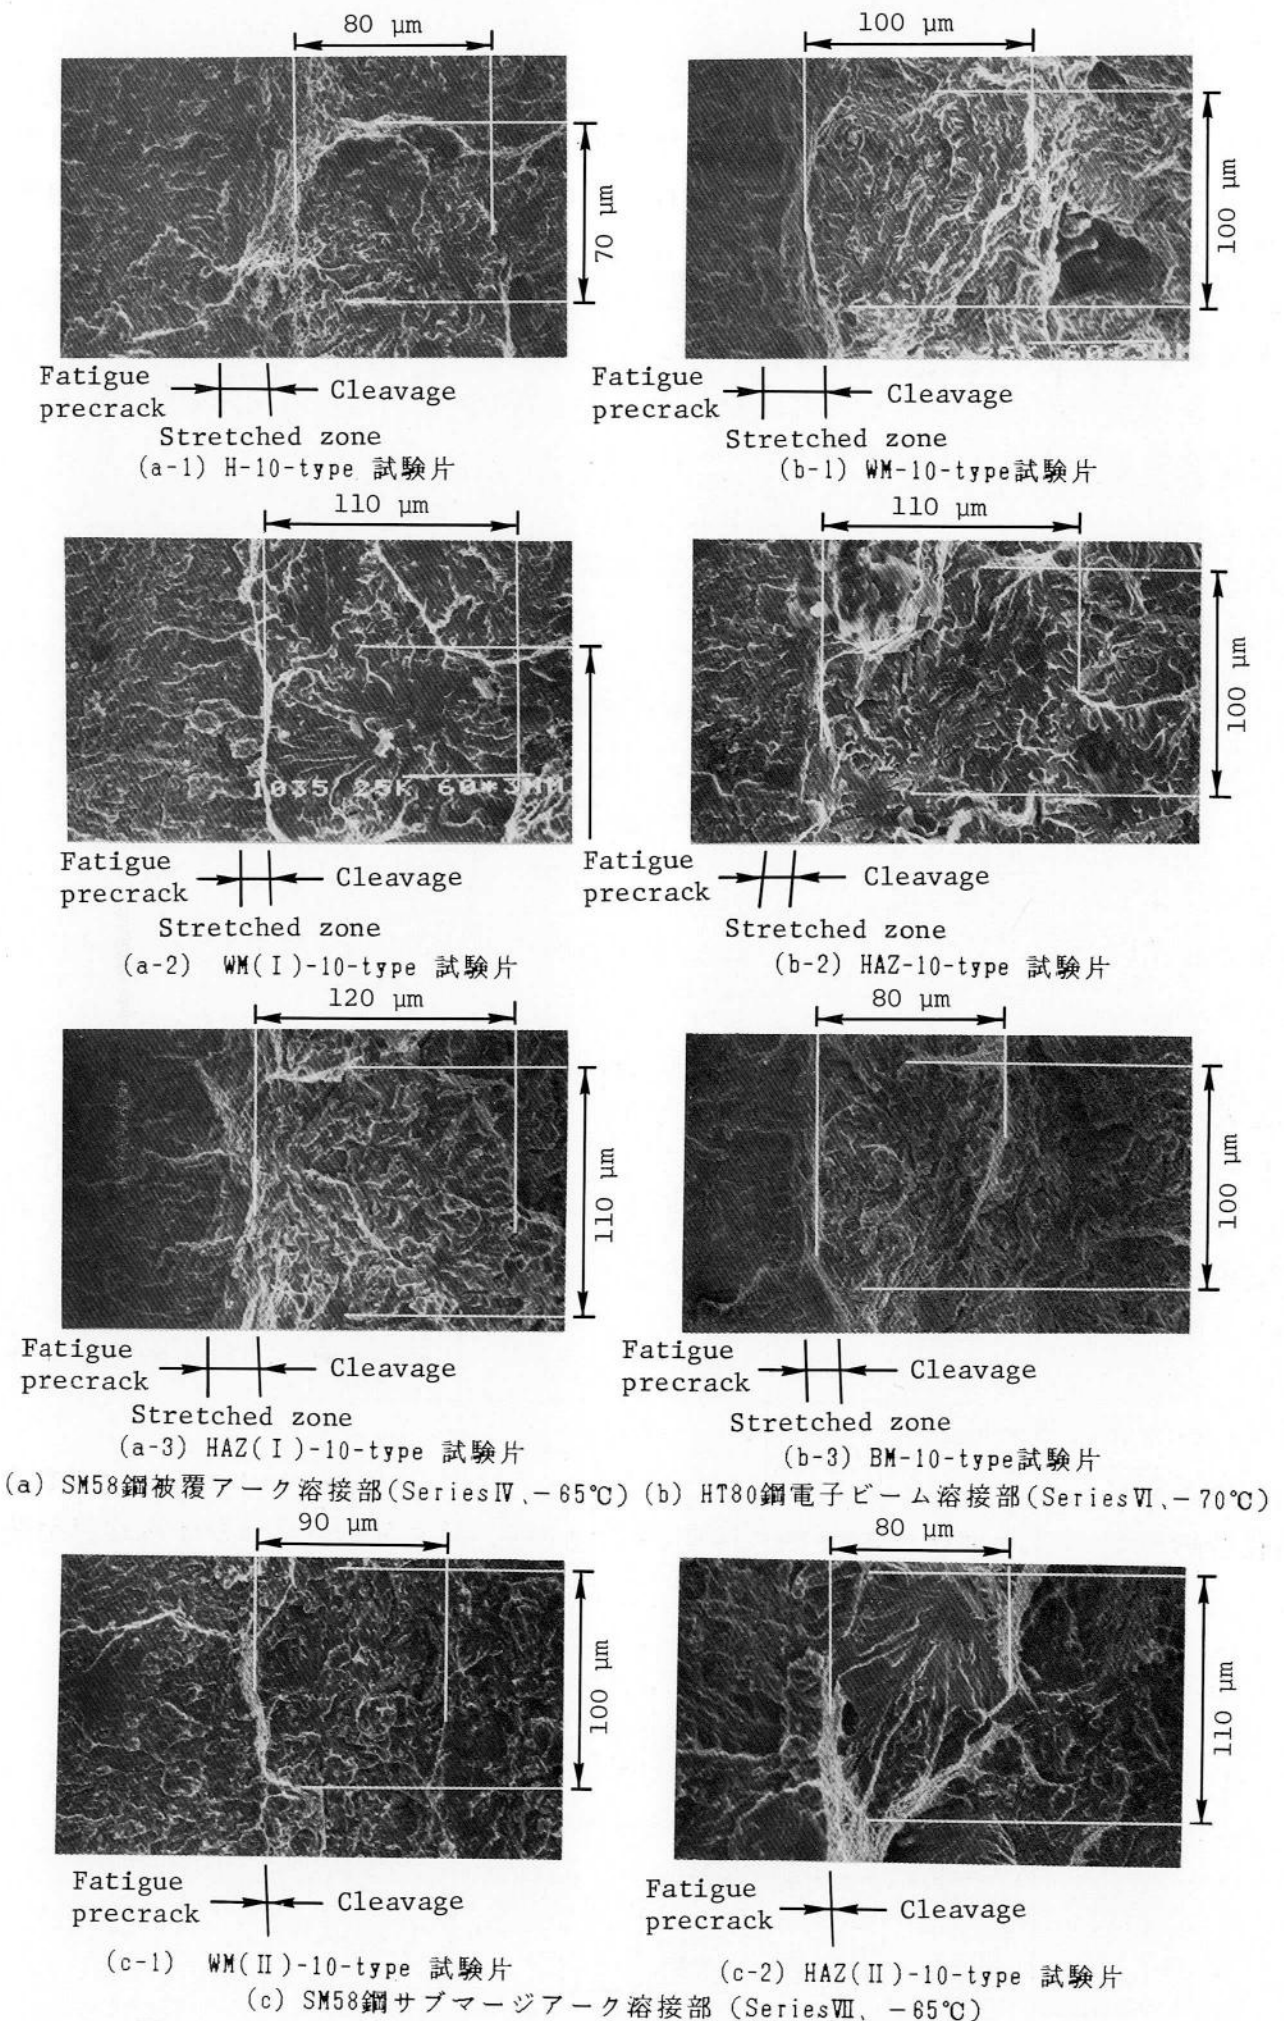 80 μm
70 μm
Fatigue precrack
Cleavage
Stretched zone
(a-1) H-10-type 試験片
100 μm
100 μm
Fatigue precrack
Cleavage
Stretched zone
(b-1) WM-10-type試験片
110 μm
1035 25K 60*3MM
Fatigue precrack
Cleavage
Stretched zone
(a-2) WM(Ⅰ)-10-type 試験片
110 μm
100 μm
Fatigue precrack
Cleavage
Stretched zone
(b-2) HAZ-10-type 試験片
120 μm
110 μm
Fatigue precrack
Cleavage
Stretched zone
(a-3) HAZ(Ⅰ)-10-type 試験片
80 μm
100 μm
Fatigue precrack
Cleavage
Stretched zone
(b-3) BM-10-type試験片
(a) SM58鋼被覆アーク溶接部(SeriesⅣ、-65℃)
(b) HT80鋼電子ビーム溶接部(SeriesⅥ、-70℃)
90 μm
100 μm
Fatigue precrack
Cleavage
(c-1) WM(Ⅱ)-10-type 試験片
80 μm
110 μm
Fatigue precrack
Cleavage
(c-2) HAZ(Ⅱ)-10-type 試験片
(c) SM58鋼サブマージアーク溶接部 (SeriesⅦ、-65℃)